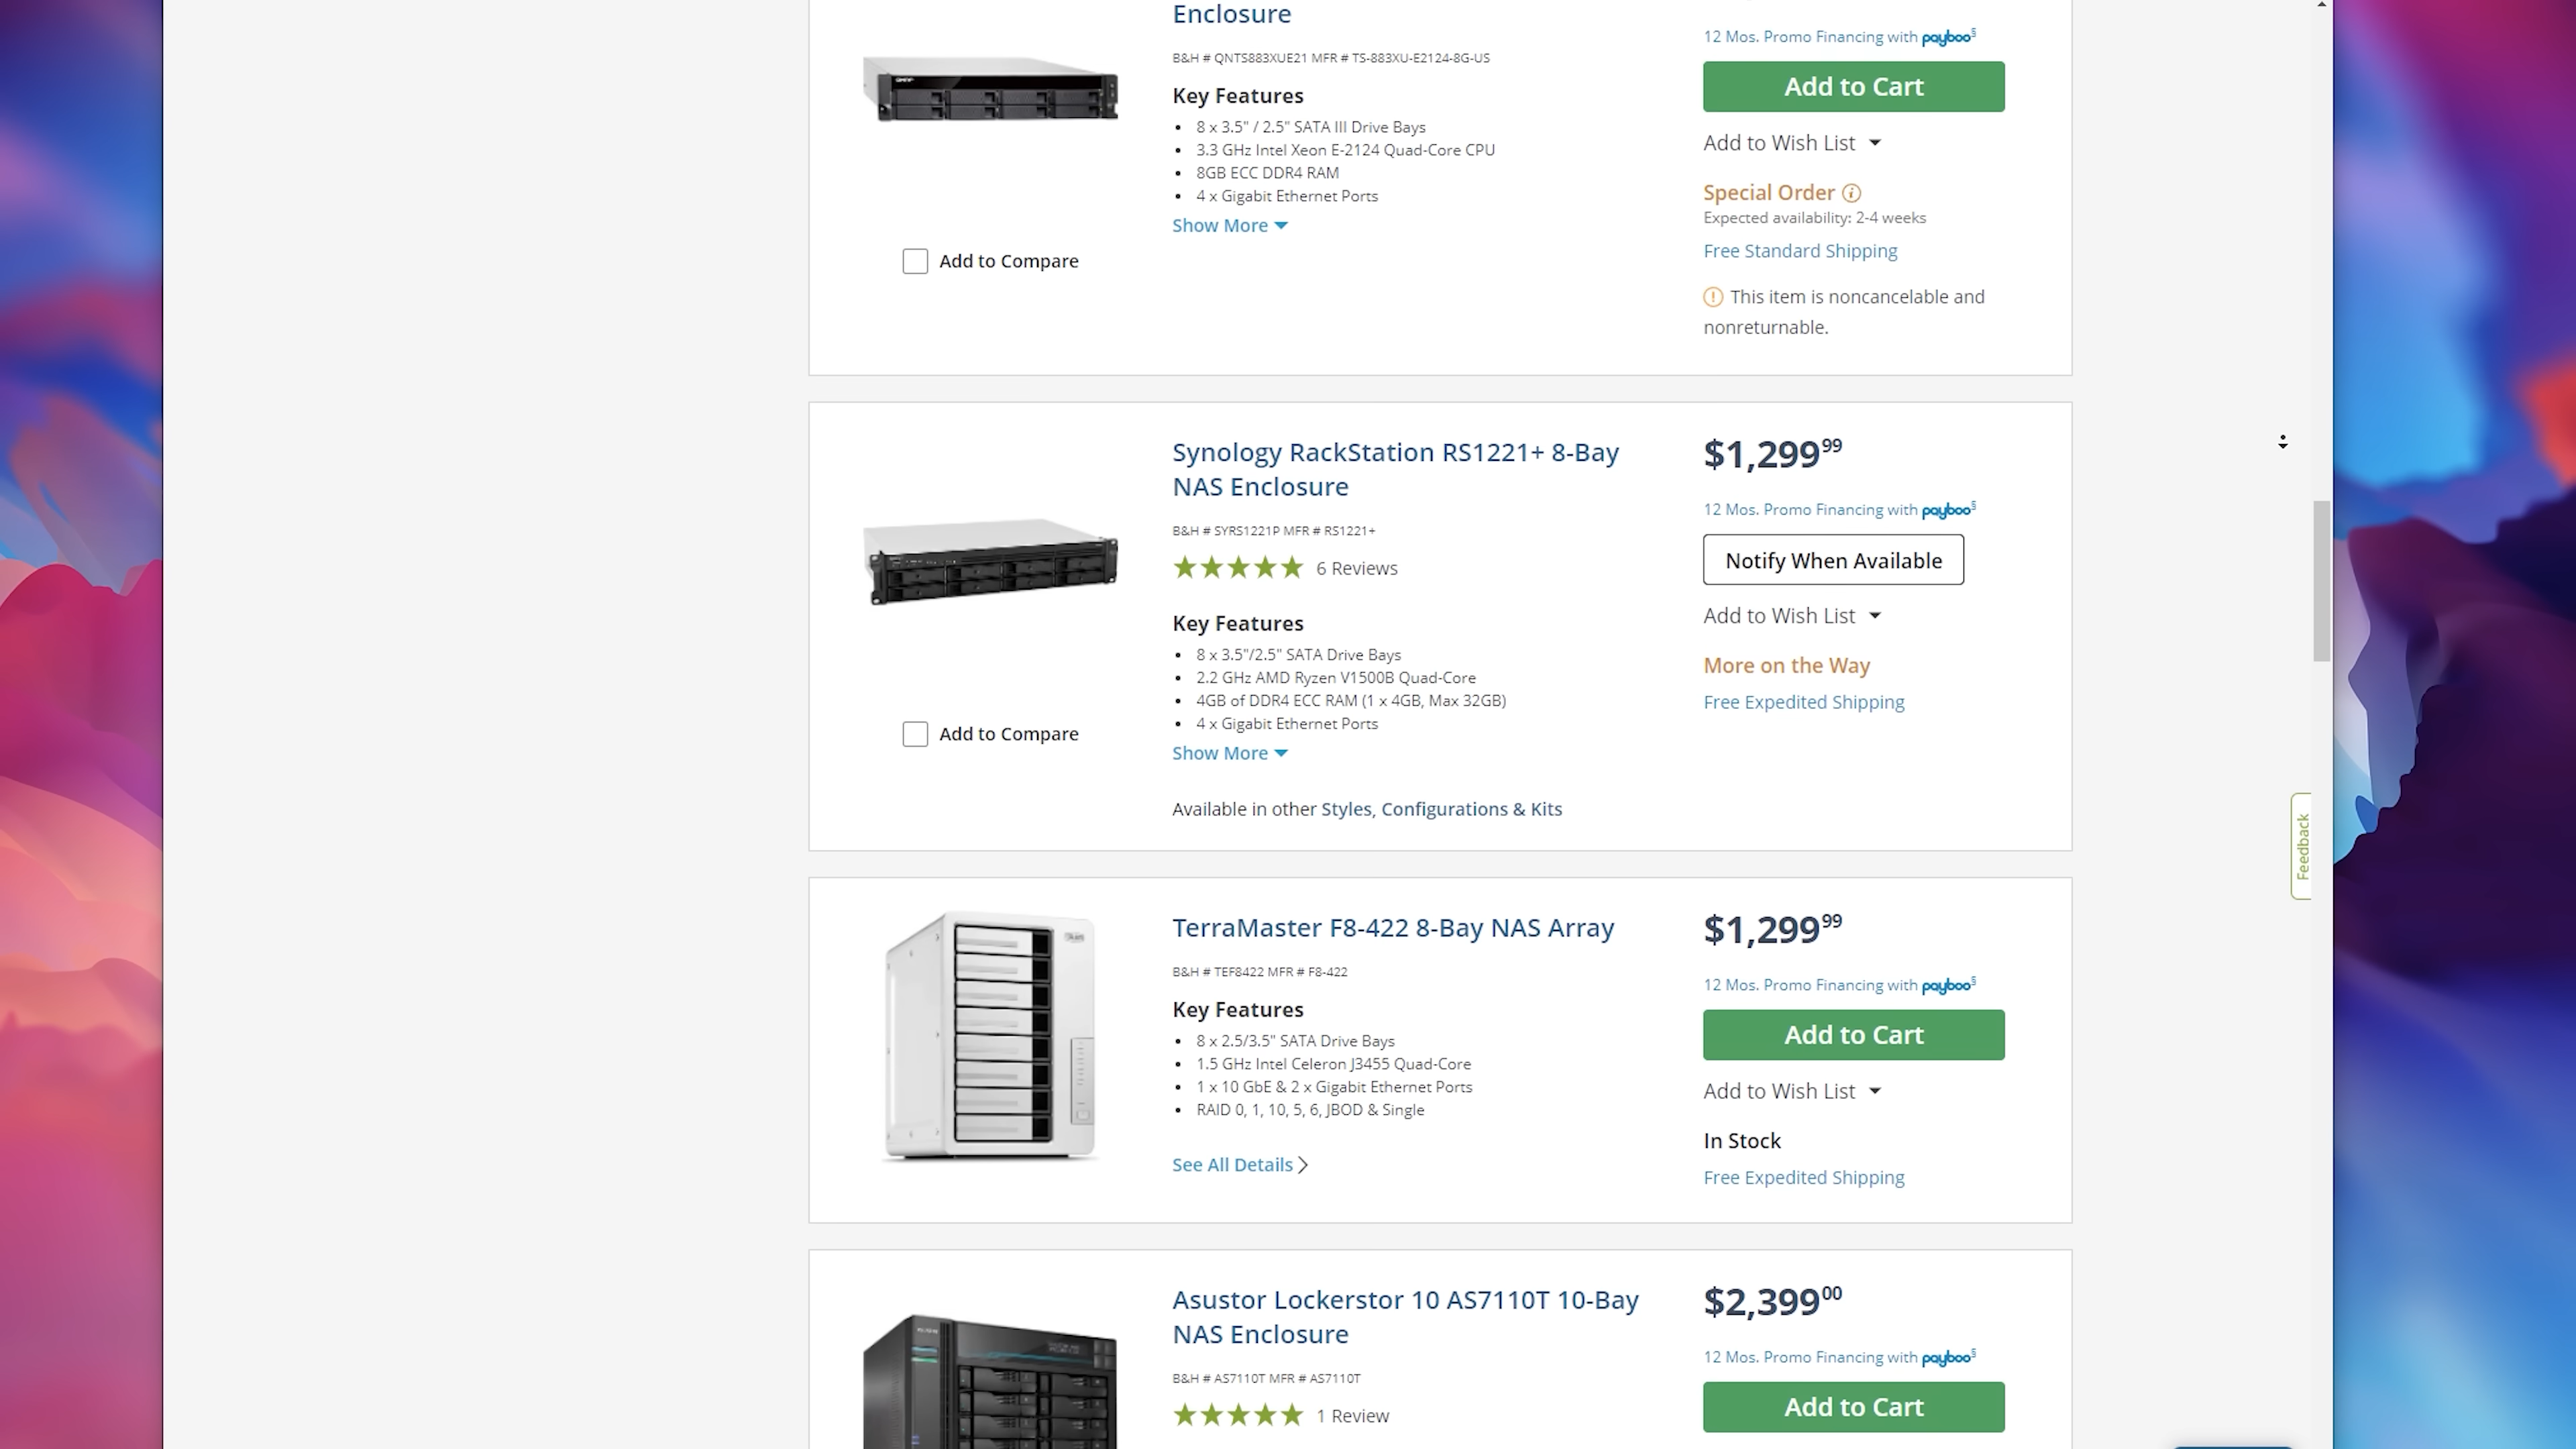 Enclosure
B&H # QNTS883XUE21 MFR # TS-883XU-E2124-8G-US
Key Features
8 x 3.5" / 2.5" SATA III Drive Bays
3.3 GHz Intel Xeon E-2124 Quad-Core CPU
8GB ECC DDR4 RAM
4 x Gigabit Ethernet Ports
Show More
Add to Compare
12 Mos. Promo Financing with payboo§
Add to Cart
Add to Wish List
Special Order
Expected availability: 2-4 weeks
Free Standard Shipping
This item is noncancelable and
nonreturnable.
Synology RackStation RS1221+ 8-Bay
NAS Enclosure
B&H # SYRS1221P MFR # RS1221+
6 Reviews
Key Features
8 x 3.5"/2.5" SATA Drive Bays
2.2 GHz AMD Ryzen V1500B Quad-Core
4GB of DDR4 ECC RAM (1 x 4GB, Max 32GB)
4 x Gigabit Ethernet Ports
Show More
Available in other Styles, Configurations & Kits
Add to Compare
$1,299 99
12 Mos. Promo Financing with payboo§
Notify When Available
Add to Wish List
More on the Way
Free Expedited Shipping
Feedback
TerraMaster F8-422 8-Bay NAS Array
B&H # TEF8422 MFR # F8-422
Key Features
8 x 2.5/3.5" SATA Drive Bays
1.5 GHz Intel Celeron J3455 Quad-Core
1 x 10 GbE & 2 x Gigabit Ethernet Ports
RAID 0, 1, 10, 5, 6, JBOD & Single
See All Details
$1,299 99
12 Mos. Promo Financing with payboo§
Add to Cart
Add to Wish List
In Stock
Free Expedited Shipping
Asustor Lockerstor 10 AS7110T 10-Bay
NAS Enclosure
B&H # AS7110T MFR # AS7110T
1 Review
$2,399 00
12 Mos. Promo Financing with payboo§
Add to Cart